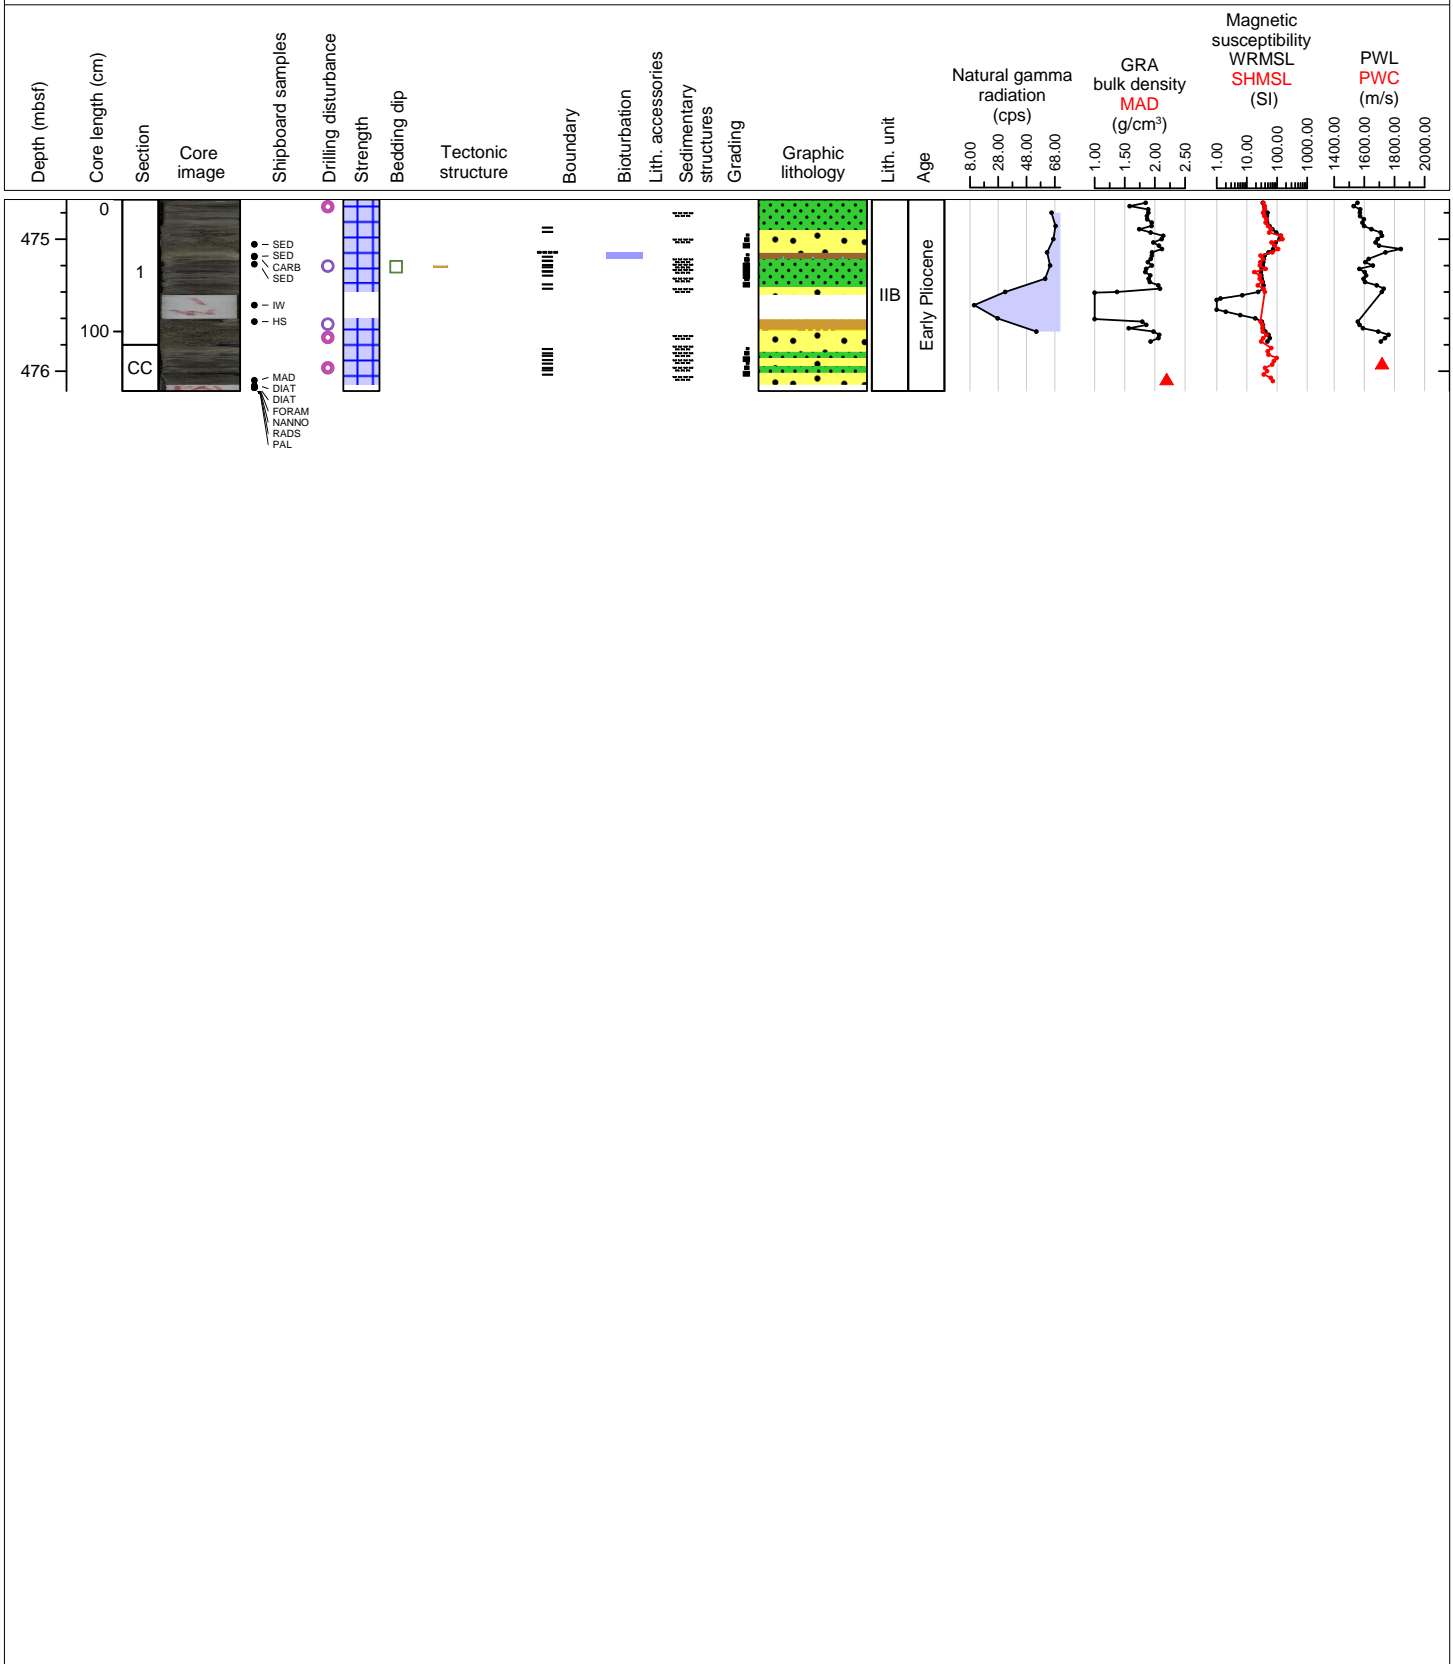 Depth (mbsf)
Core length (cm)
Section
Core
image
Shipboard samples
Drilling disturbance
Strength
Bedding dip
Tectonic
structure
Boundary
Bioturbation
Lith. accessories
Sedimentary
structures
Grading
Graphic
lithology
Lith. unit
Age
Natural gamma
radiation
(cps)
8.00 28.00 48.00 68.00
GRA
bulk density
MAD
(g/cm³)
1.00 1.50 2.00 2.50
Magnetic
susceptibility
WRMSL
SHMSL
(SI)
1.00 10.00 100.00 1000.00
PWL
PWC
(m/s)
1400.00 1600.00 1800.00 2000.00
0
475
100
476
1
CC
SED
SED
CARB
SED
IW
HS
MAD
DIAT
DIAT
FORAM
NANNO
RADS
PAL
IIB
Early Pliocene